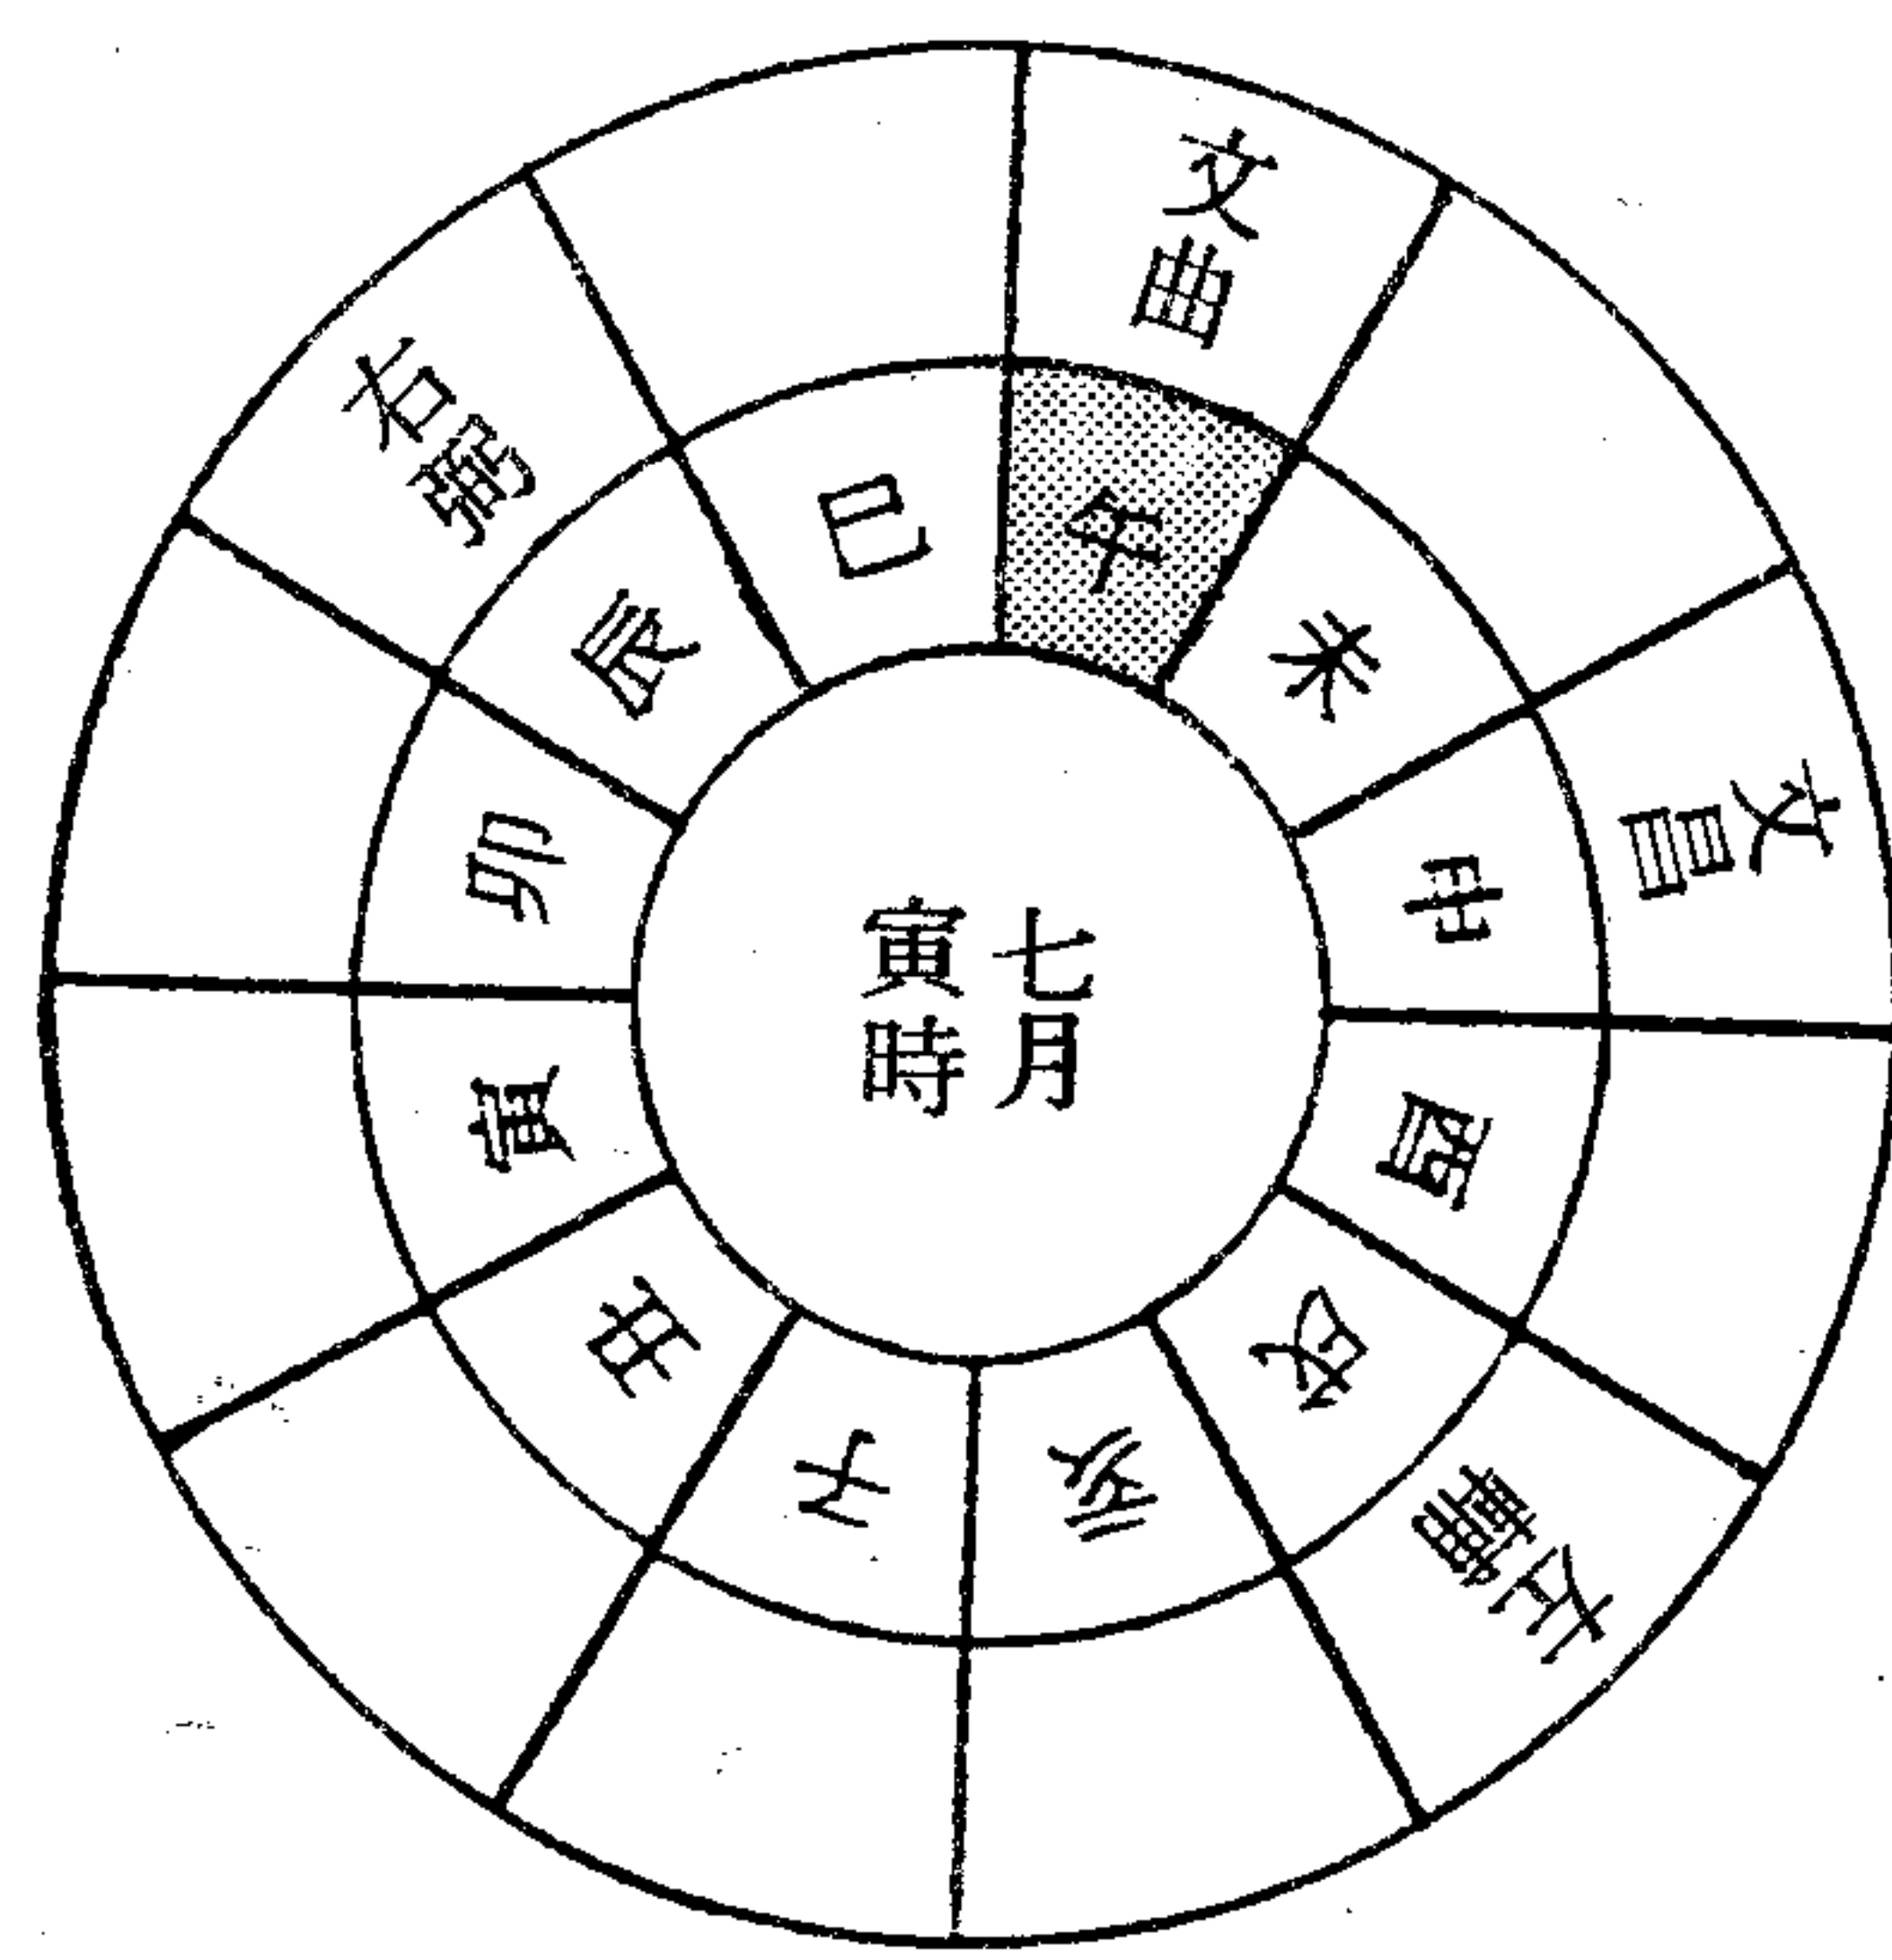 七月
寅時
子
丑
寅
卯
辰
巳
午
未
申
酉
戌
亥
右弼
文曲
文昌
左輔